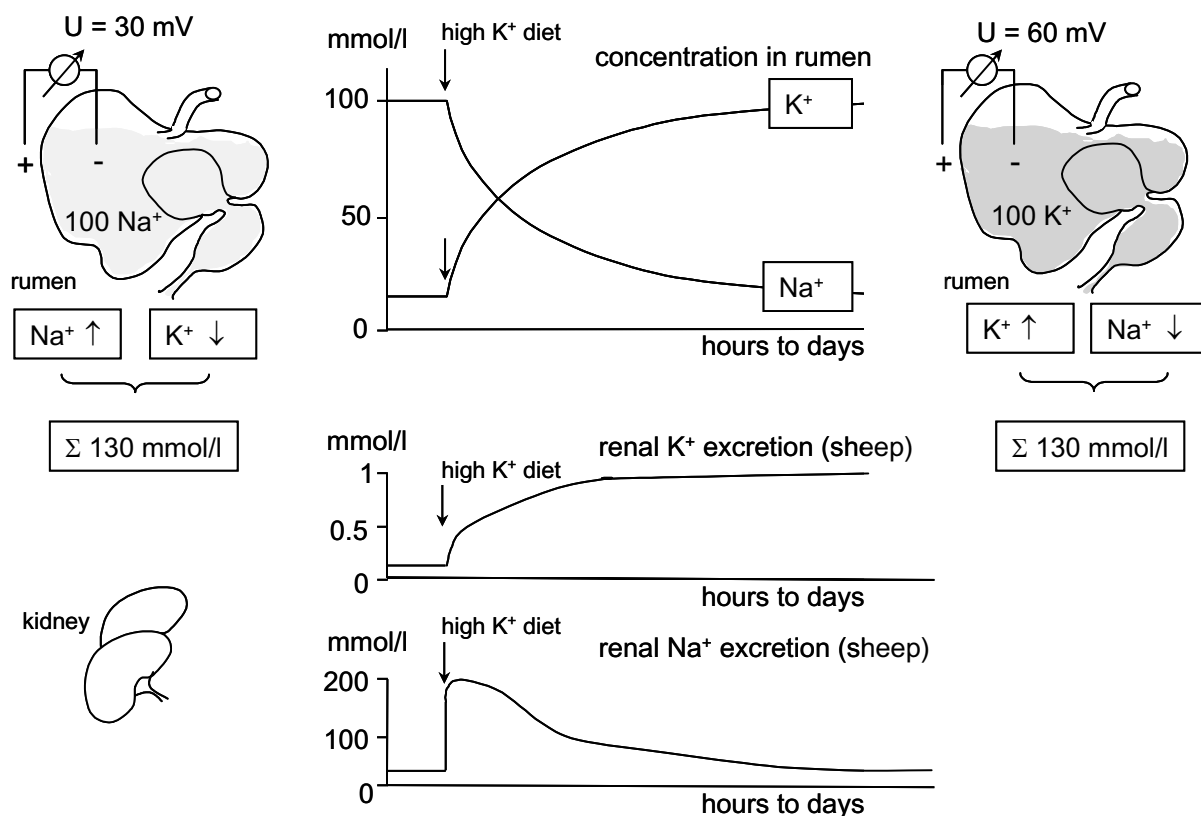 U = 30 mV
+
-
100 Na⁺
rumen
Na⁺ ↑
K⁺ ↓
Σ 130 mmol/l
mmol/l
high K⁺ diet
concentration in rumen
100
50
0
K⁺
Na⁺
hours to days
U = 60 mV
+
-
100 K⁺
rumen
K⁺ ↑
Na⁺ ↓
Σ 130 mmol/l
mmol/l
high K⁺ diet
renal K⁺ excretion (sheep)
1
0.5
0
hours to days
kidney
mmol/l
high K⁺ diet
renal Na⁺ excretion (sheep)
200
100
0
hours to days